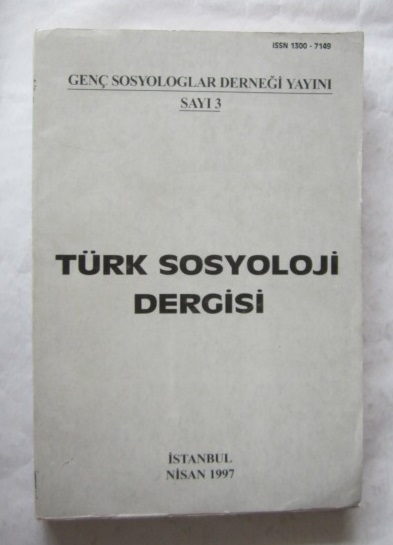 ISSN 1300 - 7149
GENÇ SOSYOLOGLAR DERNEĞİ YAYINI
SAYI 3
TÜRK SOSYOLOJİ
DERGİSİ
İSTANBUL
NİSAN 1997